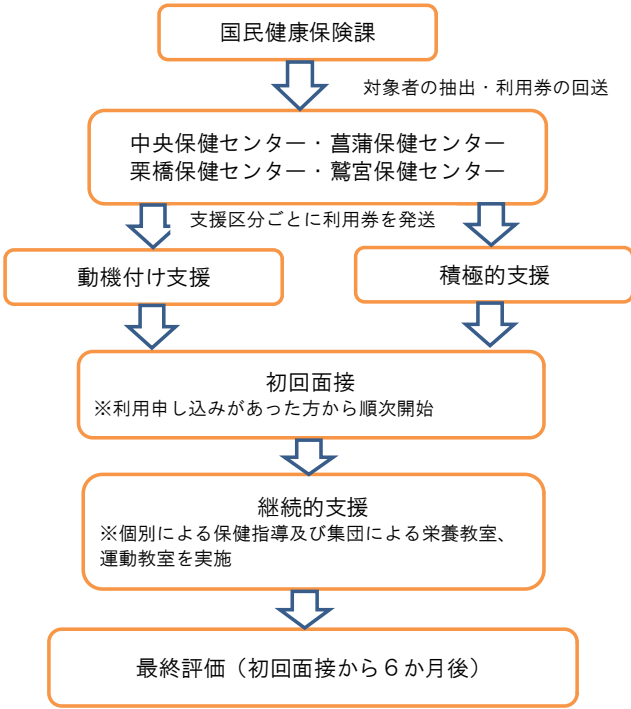 国民健康保険課
対象者の抽出・利用券の回送
中央保健センター・菖蒲保健センター
栗橋保健センター・鷲宮保健センター
支援区分ごとに利用券を発送
動機付け支援
積極的支援
初回面接
※利用申し込みがあった方から順次開始
継続的支援
※個別による保健指導及び集団による栄養教室、
運動教室を実施
最終評価（初回面接から６か月後）